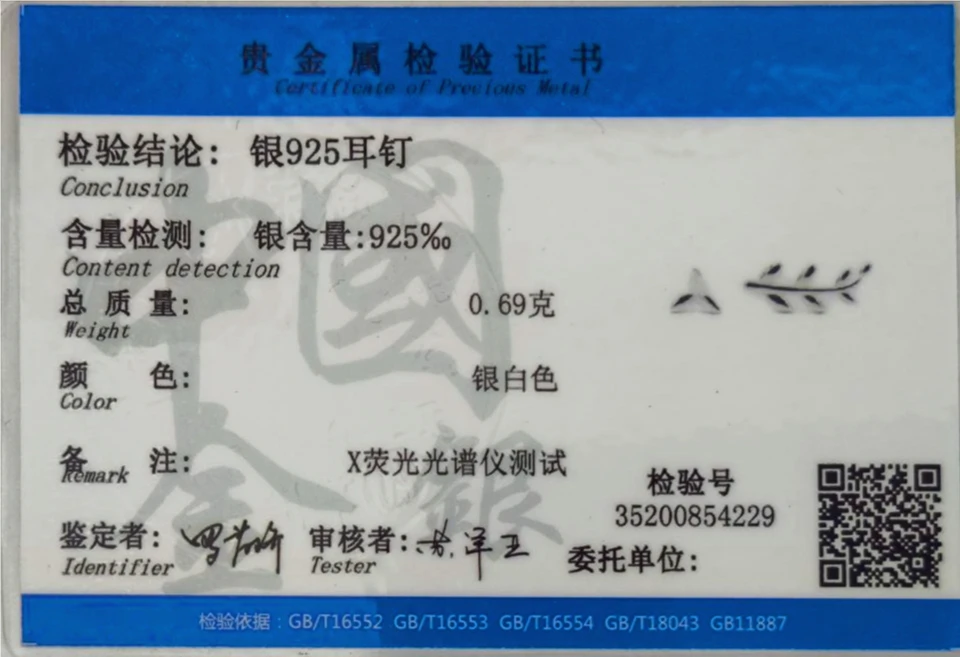 贵金属检验证书
Certificate of Precious Metal
检验结论： 银925耳钉
Conclusion
含量检测： 银含量:925‰
Content detection
总 质 量： 0.69克
Weight
颜 色： 银白色
Color
备 注： X荧光光谱仪测试
Remark
检验号
35200854229
鉴定者： 审核者：
Identifier Tester
委托单位：
中國金銀
检验依据：GB/T16552 GB/T16553 GB/T16554 GB/T18043 GB11887